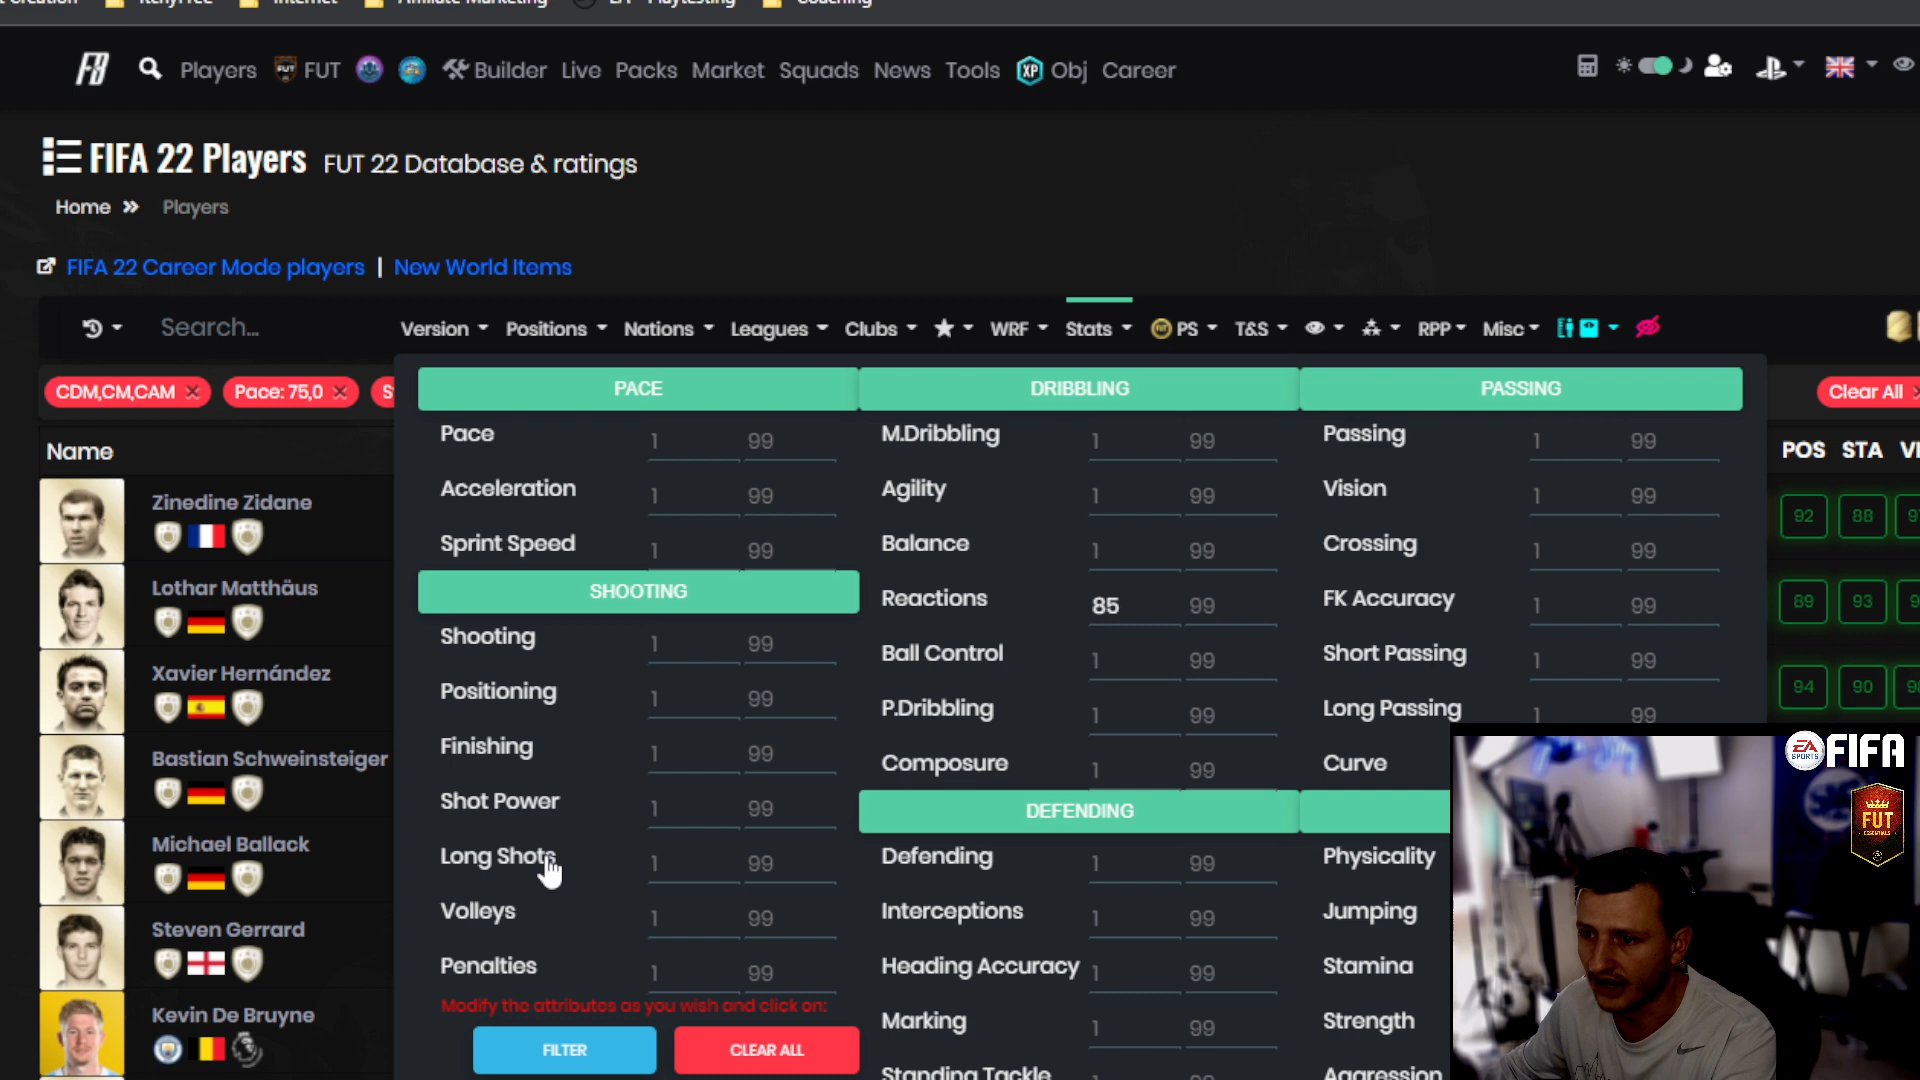 Players FUT Builder Live Packs Market Squads News Tools XP Obj Career
FIFA 22 Players FUT 22 Database & ratings
Home » Players
FIFA 22 Career Mode players | New World Items
Search... Version Positions Nations Leagues Clubs WRF Stats PS T&S RPP Misc
CDM,CM,CAM Pace: 75,0 Clear All
PACE DRIBBLING PASSING
Name
POS STA
Pace 1 99
Acceleration 1 99
Sprint Speed 1 99
SHOOTING
Shooting 1 99
Positioning 1 99
Finishing 1 99
Shot Power 1 99
Long Shots 1 99
Volleys 1 99
Penalties 1 99
Modify the attributes as you wish and click on:
FILTER CLEAR ALL
M.Dribbling 1 99
Agility 1 99
Balance 1 99
Reactions 85 99
Ball Control 1 99
P.Dribbling 1 99
Composure 1 99
DEFENDING
Defending 1 99
Interceptions 1 99
Heading Accuracy 1 99
Marking 1 99
Standing Tackle
Passing 1 99
Vision 1 99
Crossing 1 99
FK Accuracy 1 99
Short Passing 1 99
Long Passing 1 99
Curve
Physicality
Jumping
Stamina
Strength
Aggression
Zinedine Zidane
92 88
Lothar Matthäus
89 93
Xavier Hernández
94 90
Bastian Schweinsteiger
Michael Ballack
Steven Gerrard
Kevin De Bruyne
EA SPORTS FIFA
FUT
ESSENTIALS